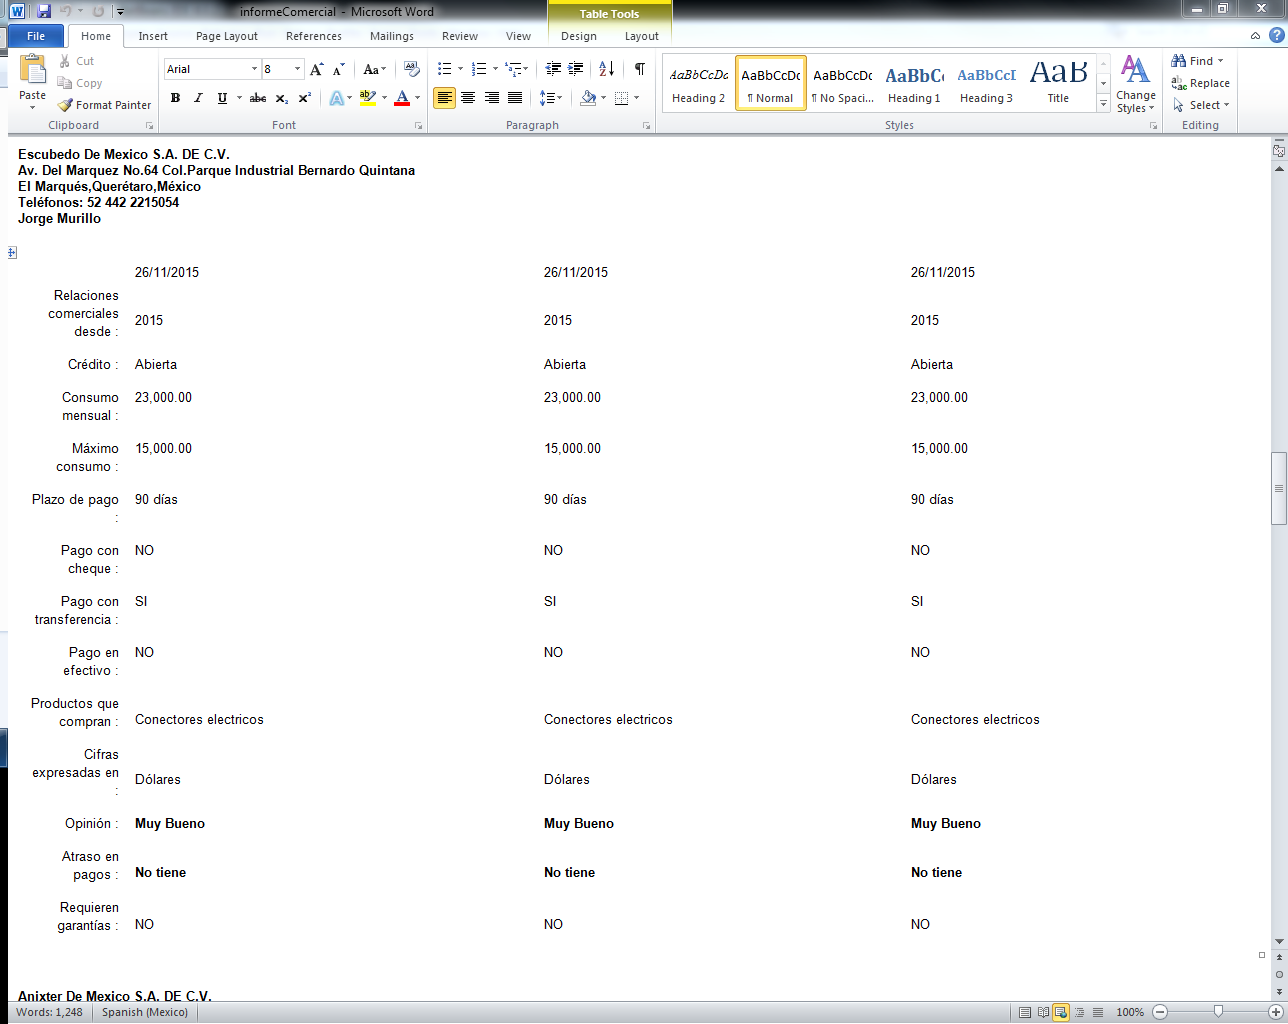 informeComercial - Microsoft Word
Table Tools
File Home Insert Page Layout References Mailings Review View Design Layout
Paste
Cut
Copy
Format Painter
Clipboard
Arial 8
Font
Paragraph
AaBbCcDc AaBbCcDc AaBbCcDc AaBbCc AaBbCcI AaB
Heading 2 ¶ Normal ¶ No Spaci... Heading 1 Heading 3 Title
Change
Styles
Styles
Find
Replace
Select
Editing
Escubedo De Mexico S.A. DE C.V.
Av. Del Marquez No.64 Col.Parque Industrial Bernardo Quintana
El Marqués,Querétaro,México
Teléfonos: 52 442 2215054
Jorge Murillo
26/11/2015 26/11/2015 26/11/2015
Relaciones
comerciales
desde : 2015 2015 2015
Crédito : Abierta Abierta Abierta
Consumo 23,000.00 23,000.00 23,000.00
mensual :
Máximo 15,000.00 15,000.00 15,000.00
consumo :
Plazo de pago 90 días 90 días 90 días
:
Pago con NO NO NO
cheque :
Pago con SI SI SI
transferencia :
Pago en NO NO NO
efectivo :
Productos que
compran : Conectores electricos Conectores electricos Conectores electricos
Cifras
expresadas en Dólares Dólares Dólares
:
Opinión : Muy Bueno Muy Bueno Muy Bueno
Atraso en
pagos : No tiene No tiene No tiene
Requieren
garantías : NO NO NO
Anixter De Mexico S.A. DE C.V.
Words: 1,248 Spanish (Mexico) 100%